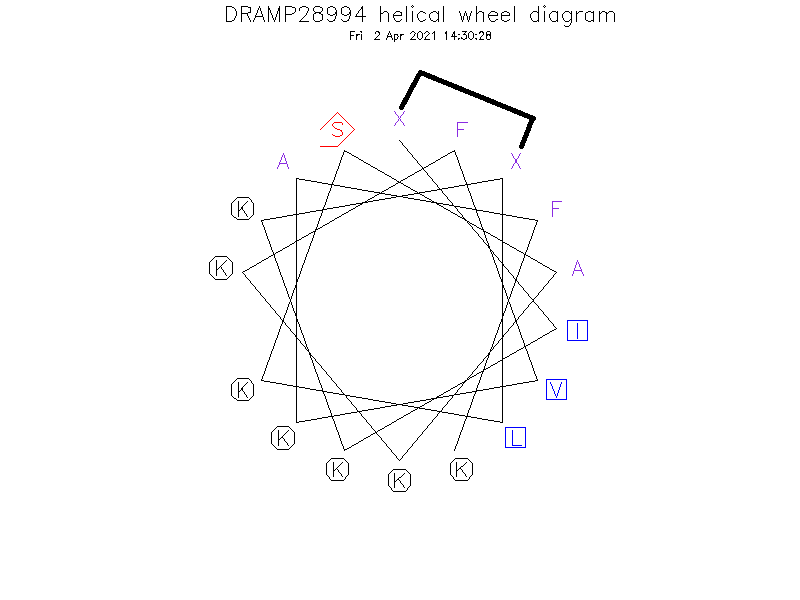 DRAMP28994 helical wheel diagram
Fri 2 Apr 2021 14:30:28
X F
S
A X
K F
K A
I
K V
K L
K K
K